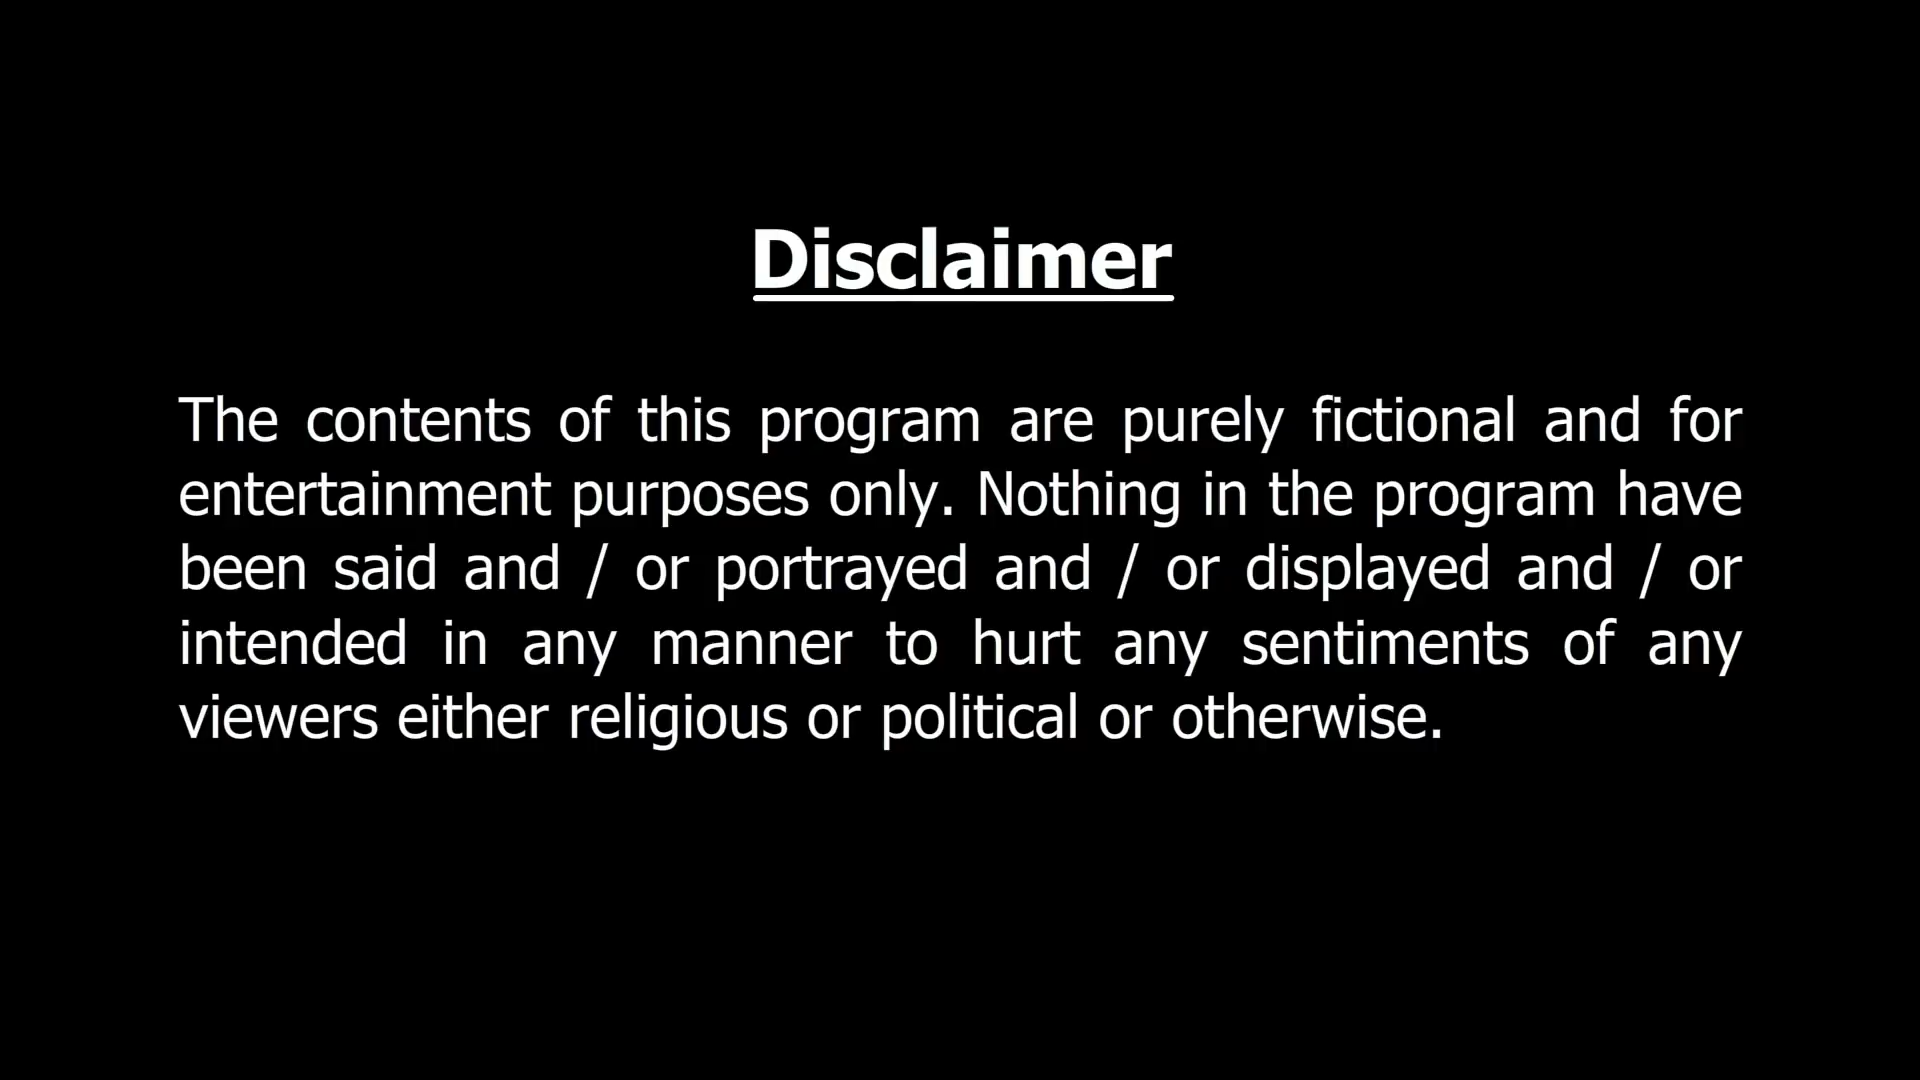 Disclaimer
The contents of this program are purely fictional and for
entertainment purposes only. Nothing in the program have
been said and / or portrayed and / or displayed and / or
intended in any manner to hurt any sentiments of any
viewers either religious or political or otherwise.